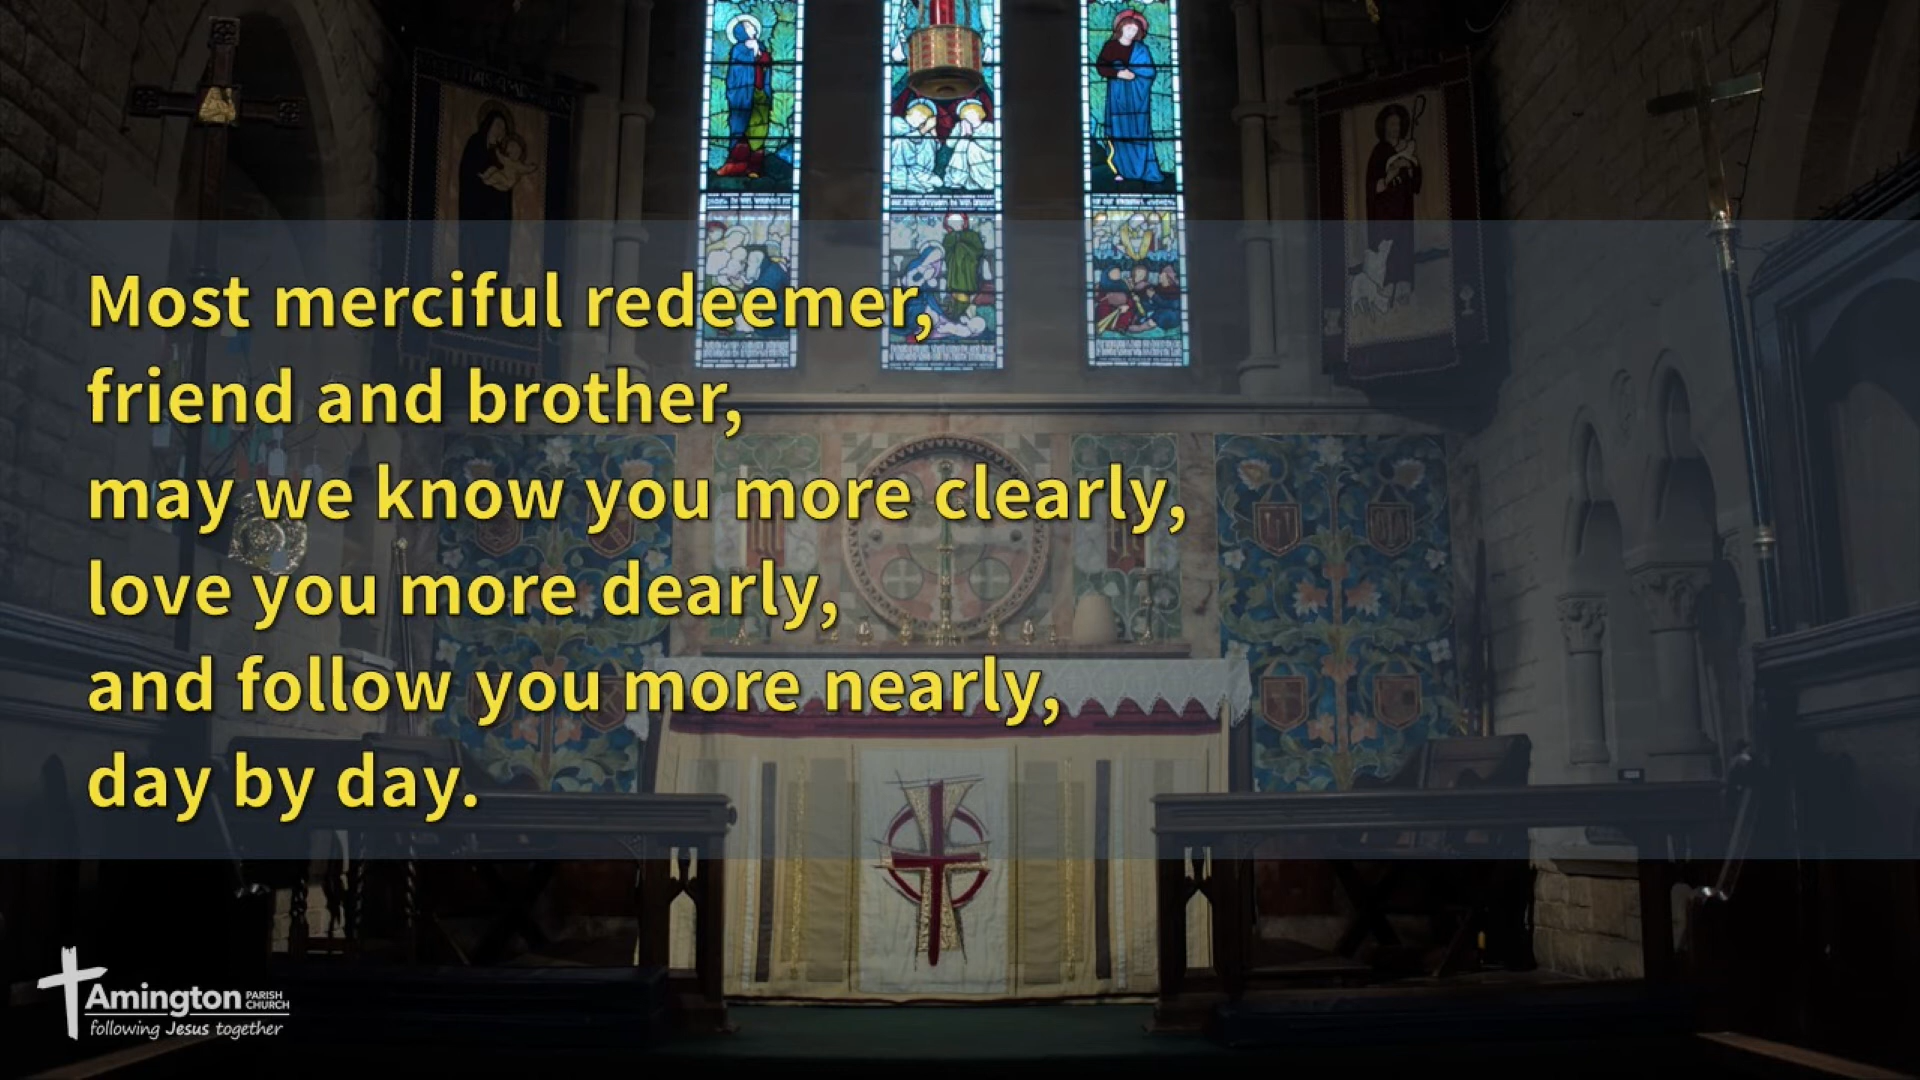 Most merciful redeemer,
friend and brother,
may we know you more clearly,
love you more dearly,
and follow you more nearly,
day by day.
Amington PARISH CHURCH
following Jesus together